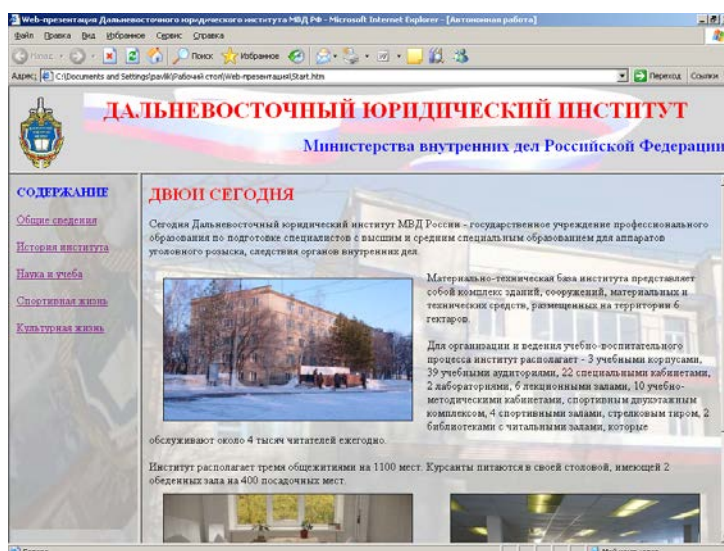 Web-презентация Дальневосточного юридического института МВД РФ - Microsoft Internet Explorer - [Автономная работа]
Файл Правка Вид Избранное Сервис Справка
Назад Поиск Избранное
Адрес: C:\Documents and Settings\pavlik\Рабочий стол\Web-презентация\Start.htm Переход Ссылки
ДАЛЬНЕВОСТОЧНЫЙ ЮРИДИЧЕСКИЙ ИНСТИТУТ
Министерства внутренних дел Российской Федерации
СОДЕРЖАНИЕ
Общие сведения
История института
Наука и учеба
Спортивная жизнь
Культурная жизнь
ДВЮИ СЕГОДНЯ
Сегодня Дальневосточный юридический институт МВД России - государственное учреждение профессионального
образования по подготовке специалистов с высшим и средним специальным образованием для аппаратов
уголовного розыска, следствия органов внутренних дел.
Материально-техническая база института представляет
собой комплекс зданий, сооружений, материальных и
технических средств, размещенных на территории 6
гектаров.
Для организации и ведения учебно-воспитательного
процесса институт располагает - 3 учебными корпусами,
39 учебными аудиториями, 22 специальными кабинетами,
2 лабораториями, 6 лекционными залами, 10 учебно-
методическими кабинетами, спортивным двухэтажным
комплексом, 4 спортивными залами, стрелковым тиром, 2
библиотеками с читальными залами, которые
обслуживают около 4 тысяч читателей ежегодно.
Институт располагает тремя общежитиями на 1100 мест. Курсанты питаются в своей столовой, имеющей 2
обеденных зала на 400 посадочных мест.